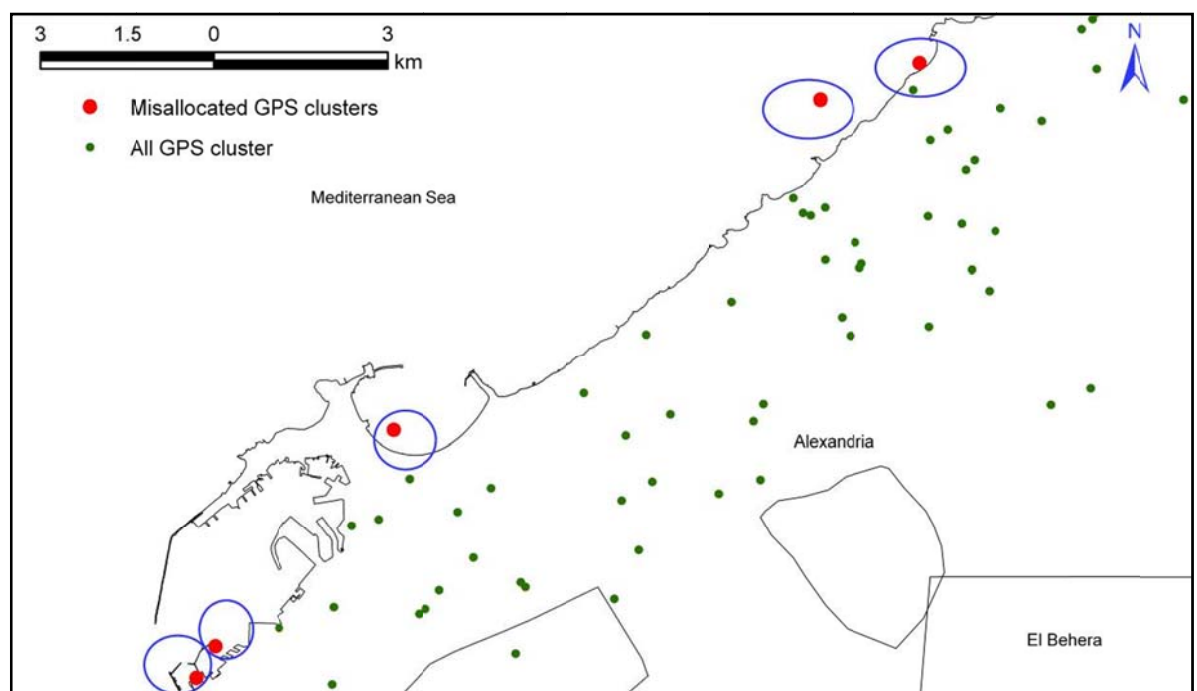 3 1.5 0 3
km
N
Misallocated GPS clusters
All GPS cluster
Mediterranean Sea
Alexandria
El Behera